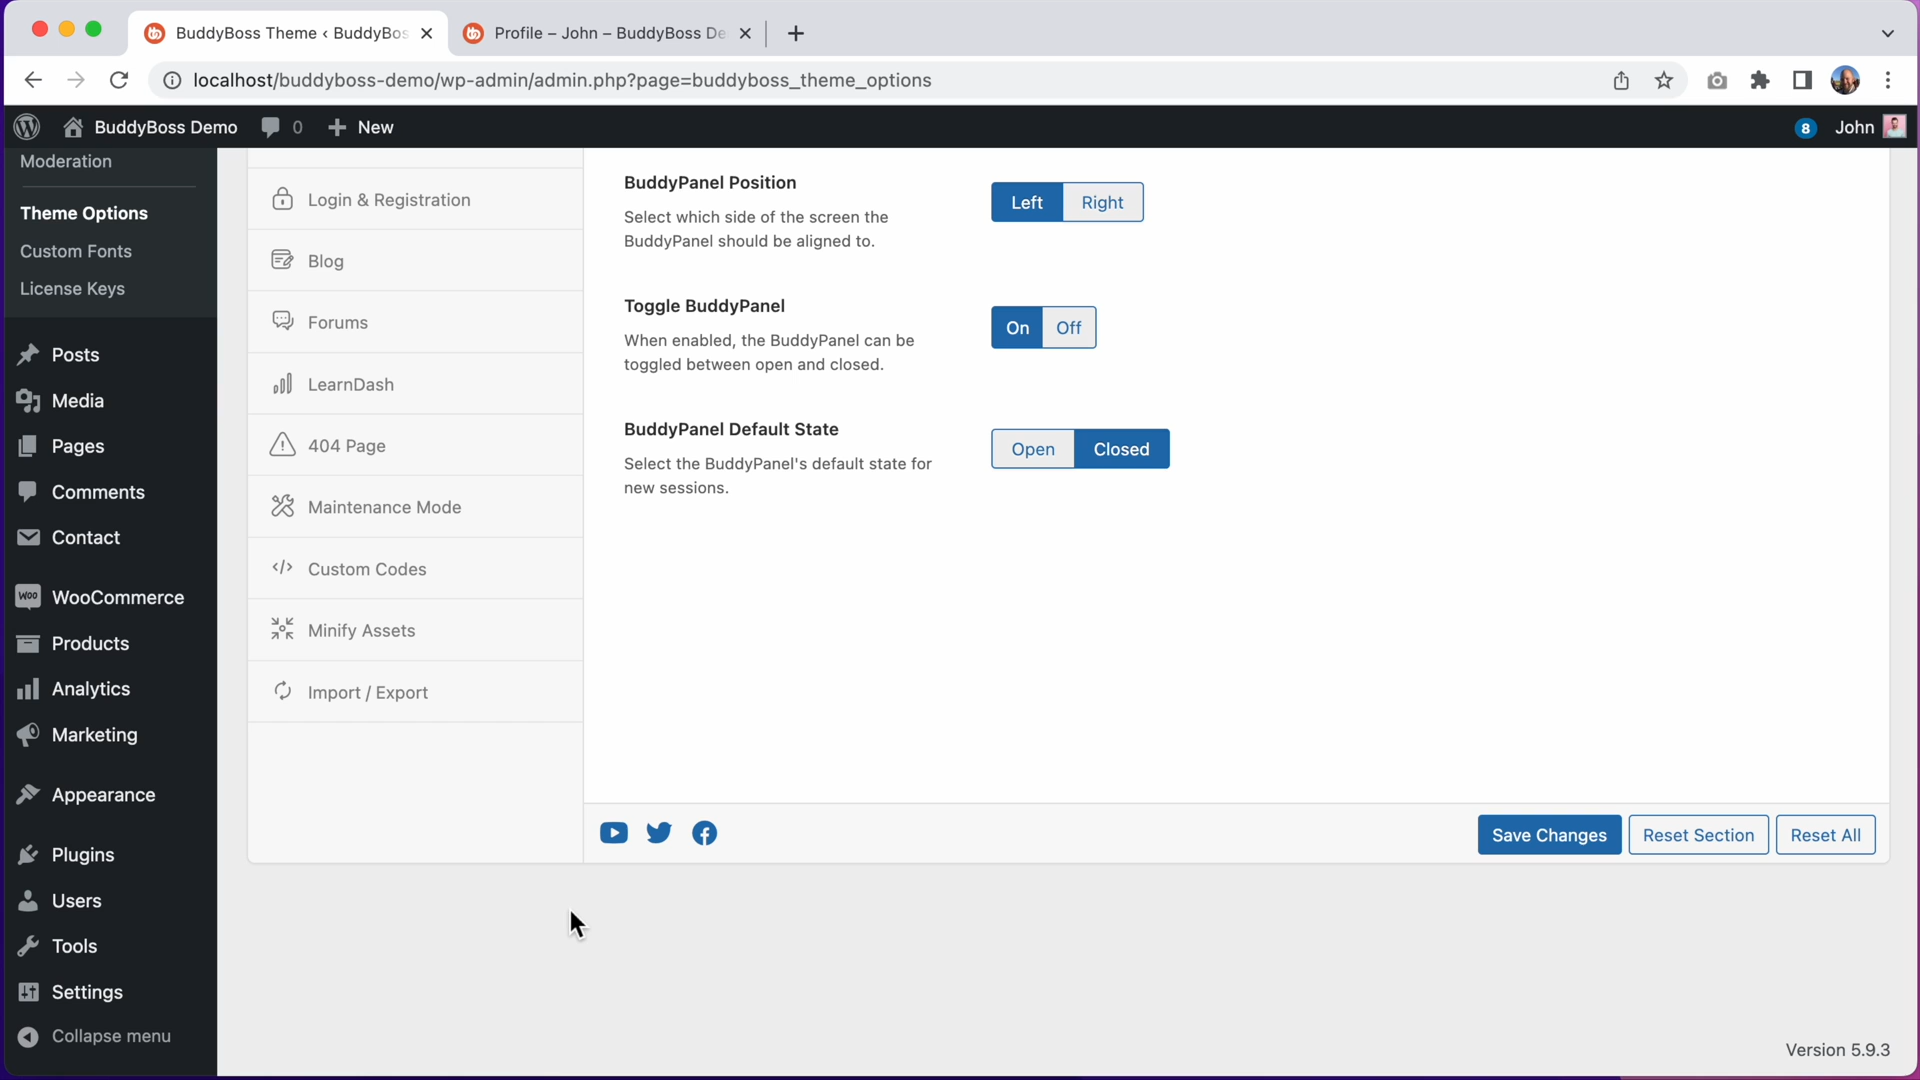 BuddyBoss Theme ‹ BuddyBos
Profile – John – BuddyBoss De
localhost/buddyboss-demo/wp-admin/admin.php?page=buddyboss_theme_options
BuddyBoss Demo
0
New
8
John
Moderation
Theme Options
Custom Fonts
License Keys
Posts
Media
Pages
Comments
Contact
Woo
WooCommerce
Products
Analytics
Marketing
Appearance
Plugins
Users
Tools
Settings
Collapse menu
Login & Registration
Blog
Forums
LearnDash
404 Page
Maintenance Mode
Custom Codes
Minify Assets
Import / Export
BuddyPanel Position
Select which side of the screen the
BuddyPanel should be aligned to.
Left
Right
Toggle BuddyPanel
When enabled, the BuddyPanel can be
toggled between open and closed.
On
Off
BuddyPanel Default State
Select the BuddyPanel's default state for
new sessions.
Open
Closed
Save Changes
Reset Section
Reset All
Version 5.9.3